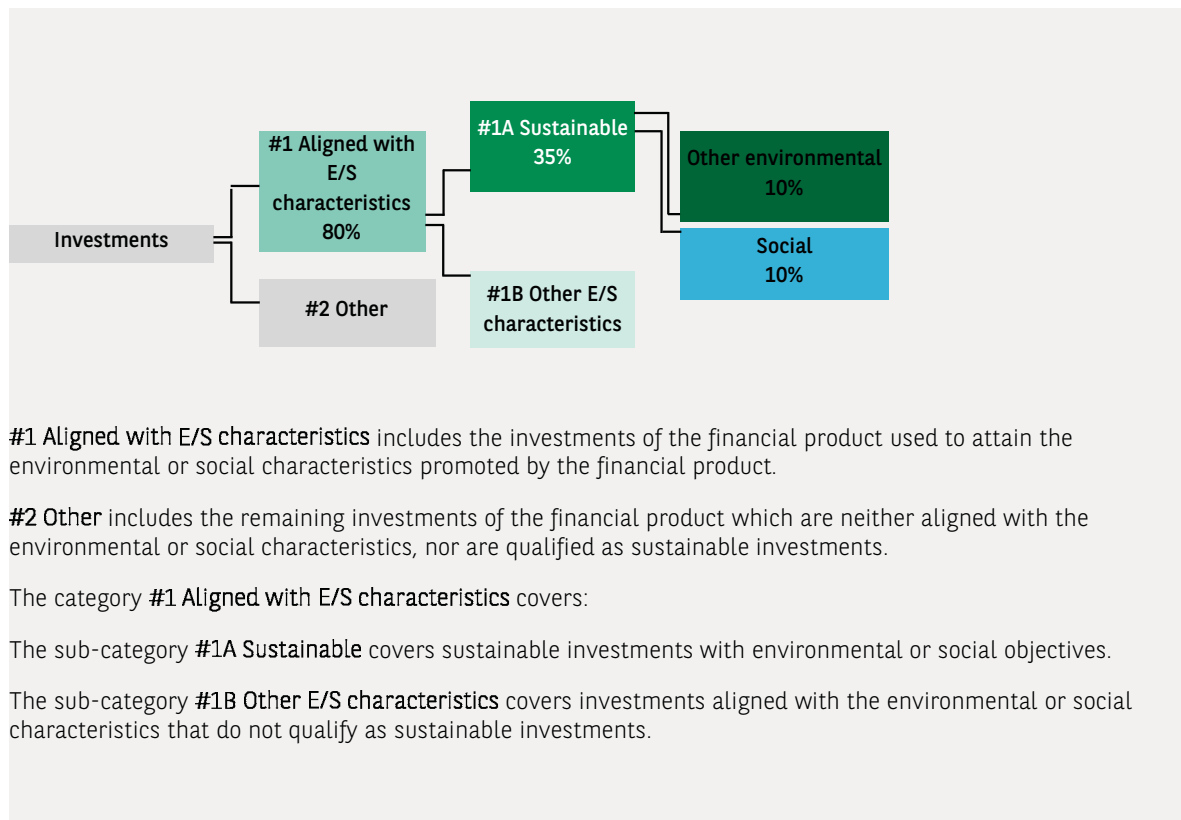 Investments
#1 Aligned with
E/S
characteristics
80%
#2 Other
#1A Sustainable
35%
#1B Other E/S
characteristics
Other environmental
10%
Social
10%
#1 Aligned with E/S characteristics includes the investments of the financial product used to attain the
environmental or social characteristics promoted by the financial product.
#2 Other includes the remaining investments of the financial product which are neither aligned with the
environmental or social characteristics, nor are qualified as sustainable investments.
The category #1 Aligned with E/S characteristics covers:
The sub-category #1A Sustainable covers sustainable investments with environmental or social objectives.
The sub-category #1B Other E/S characteristics covers investments aligned with the environmental or social
characteristics that do not qualify as sustainable investments.